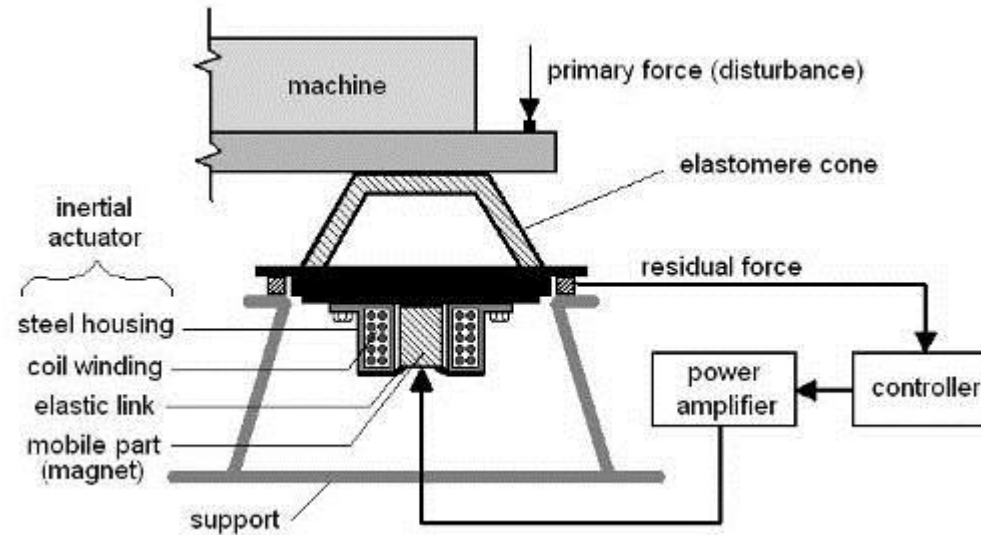 machine
primary force (disturbance)
elastomere cone
inertial
actuator
residual force
steel housing
coil winding
elastic link
mobile part
(magnet)
support
power
amplifier
controller